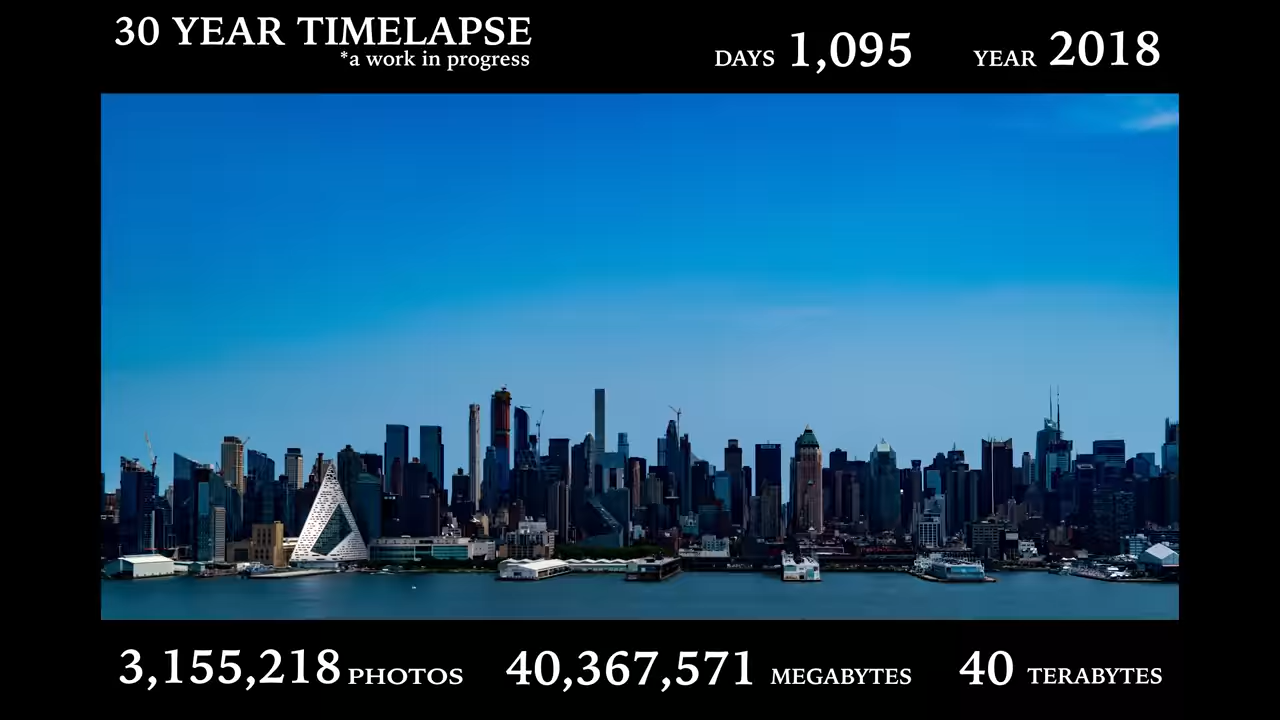 30 YEAR TIMELAPSE
*a work in progress
DAYS 1,095
YEAR 2018
3,155,218 PHOTOS
40,367,571 MEGABYTES
40 TERABYTES